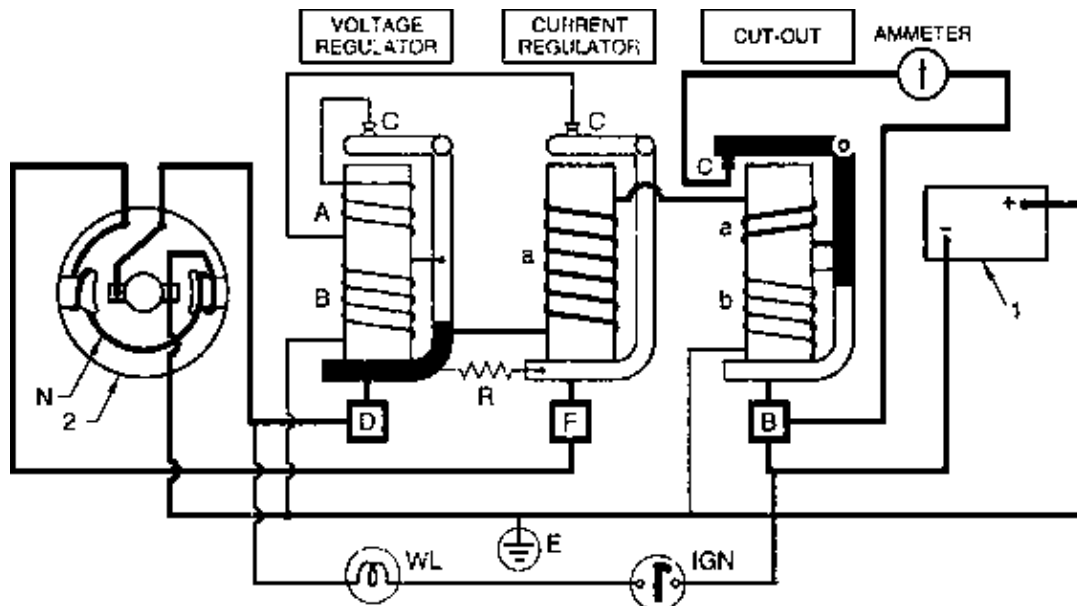 VOLTAGE
REGULATOR
CURRENT
REGULATOR
CUT-OUT
AMMETER
C
C
C
A
B
a
a
b
+
-
1
N
2
R
D
F
B
E
WL
IGN